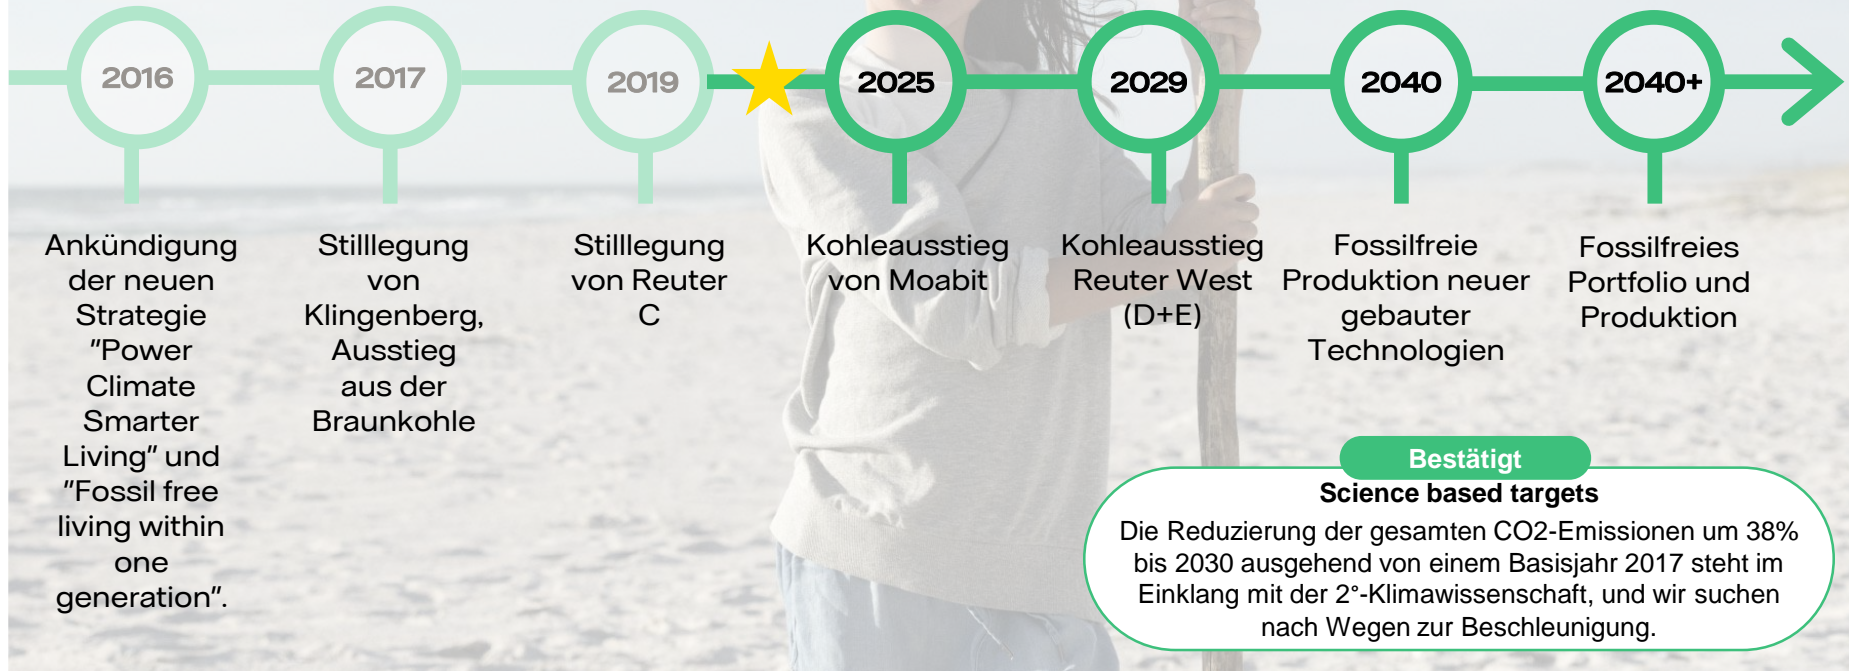 2016
2017
2019
2025
2029
2040
2040+
Ankündigung
der neuen
Strategie
"Power
Climate
Smarter
Living" und
"Fossil free
living within
one
generation".
Stilllegung
von
Klingenberg,
Ausstieg
aus der
Braunkohle
Stilllegung
von Reuter
C
Kohleausstieg
von Moabit
Kohleausstieg
Reuter West
(D+E)
Fossilfreie
Produktion neuer
gebauter
Technologien
Fossilfreies
Portfolio und
Produktion
Bestätigt
Science based targets
Die Reduzierung der gesamten CO2-Emissionen um 38%
bis 2030 ausgehend von einem Basisjahr 2017 steht im
Einklang mit der 2°-Klimawissenschaft, und wir suchen
nach Wegen zur Beschleunigung.